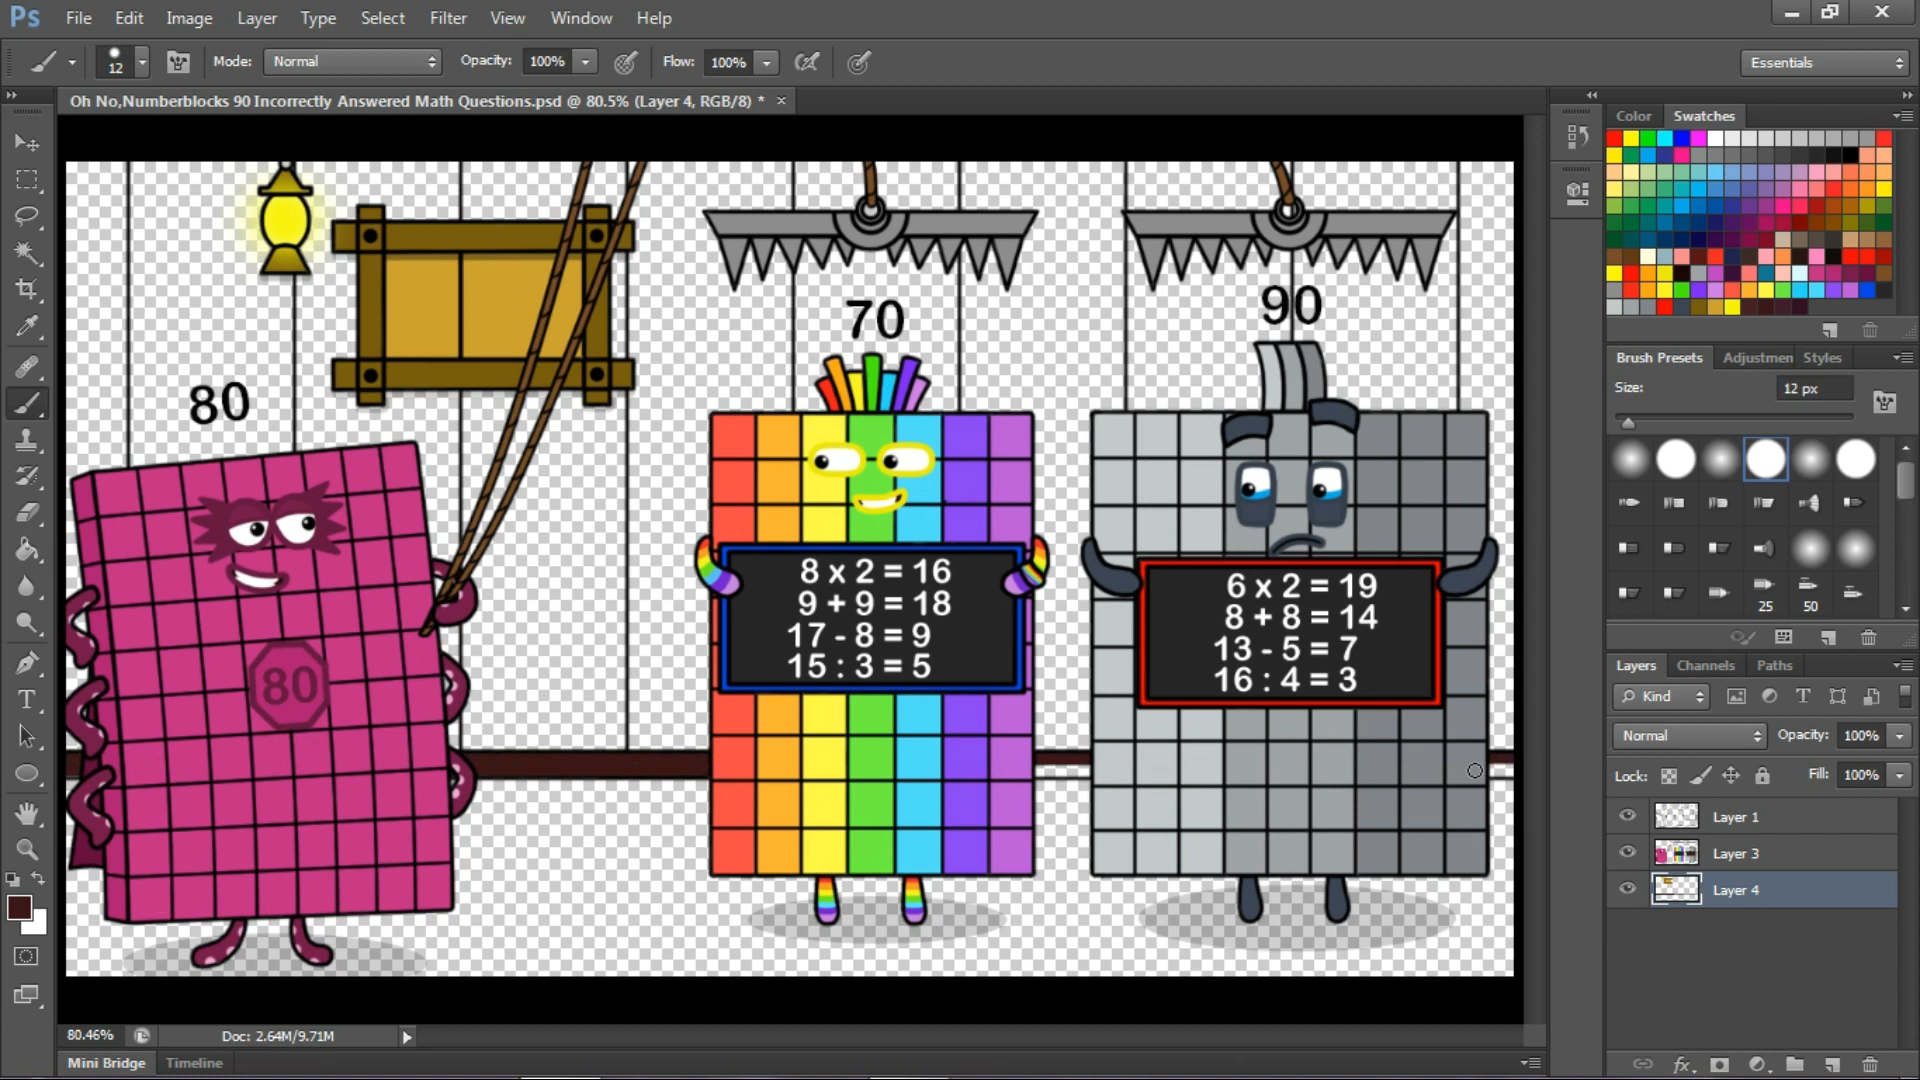 Ps File Edit Image Layer Type Select Filter View Window Help
12 Mode: Normal Opacity: 100% Flow: 100% Essentials
Oh No,Numberblocks 90 Incorrectly Answered Math Questions.psd @ 80.5% (Layer 4, RGB/8) *
Color Swatches
70
90
80
8 x 2 = 16
9 + 9 = 18
17 - 8 = 9
15 : 3 = 5
6 x 2 = 19
8 + 8 = 14
13 - 5 = 7
16 : 4 = 3
80
Brush Presets Adjustmen Styles
Size: 12 px
25 50
Layers Channels Paths
Kind
Normal Opacity: 100%
Lock: Fill: 100%
Layer 1
Layer 3
Layer 4
80.46% Doc: 2.64M/9.71M
Mini Bridge Timeline